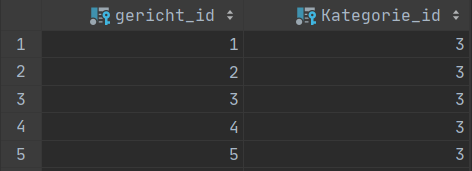 gericht_id Kategorie_id
1 1 3
2 2 3
3 3 3
4 4 3
5 5 3